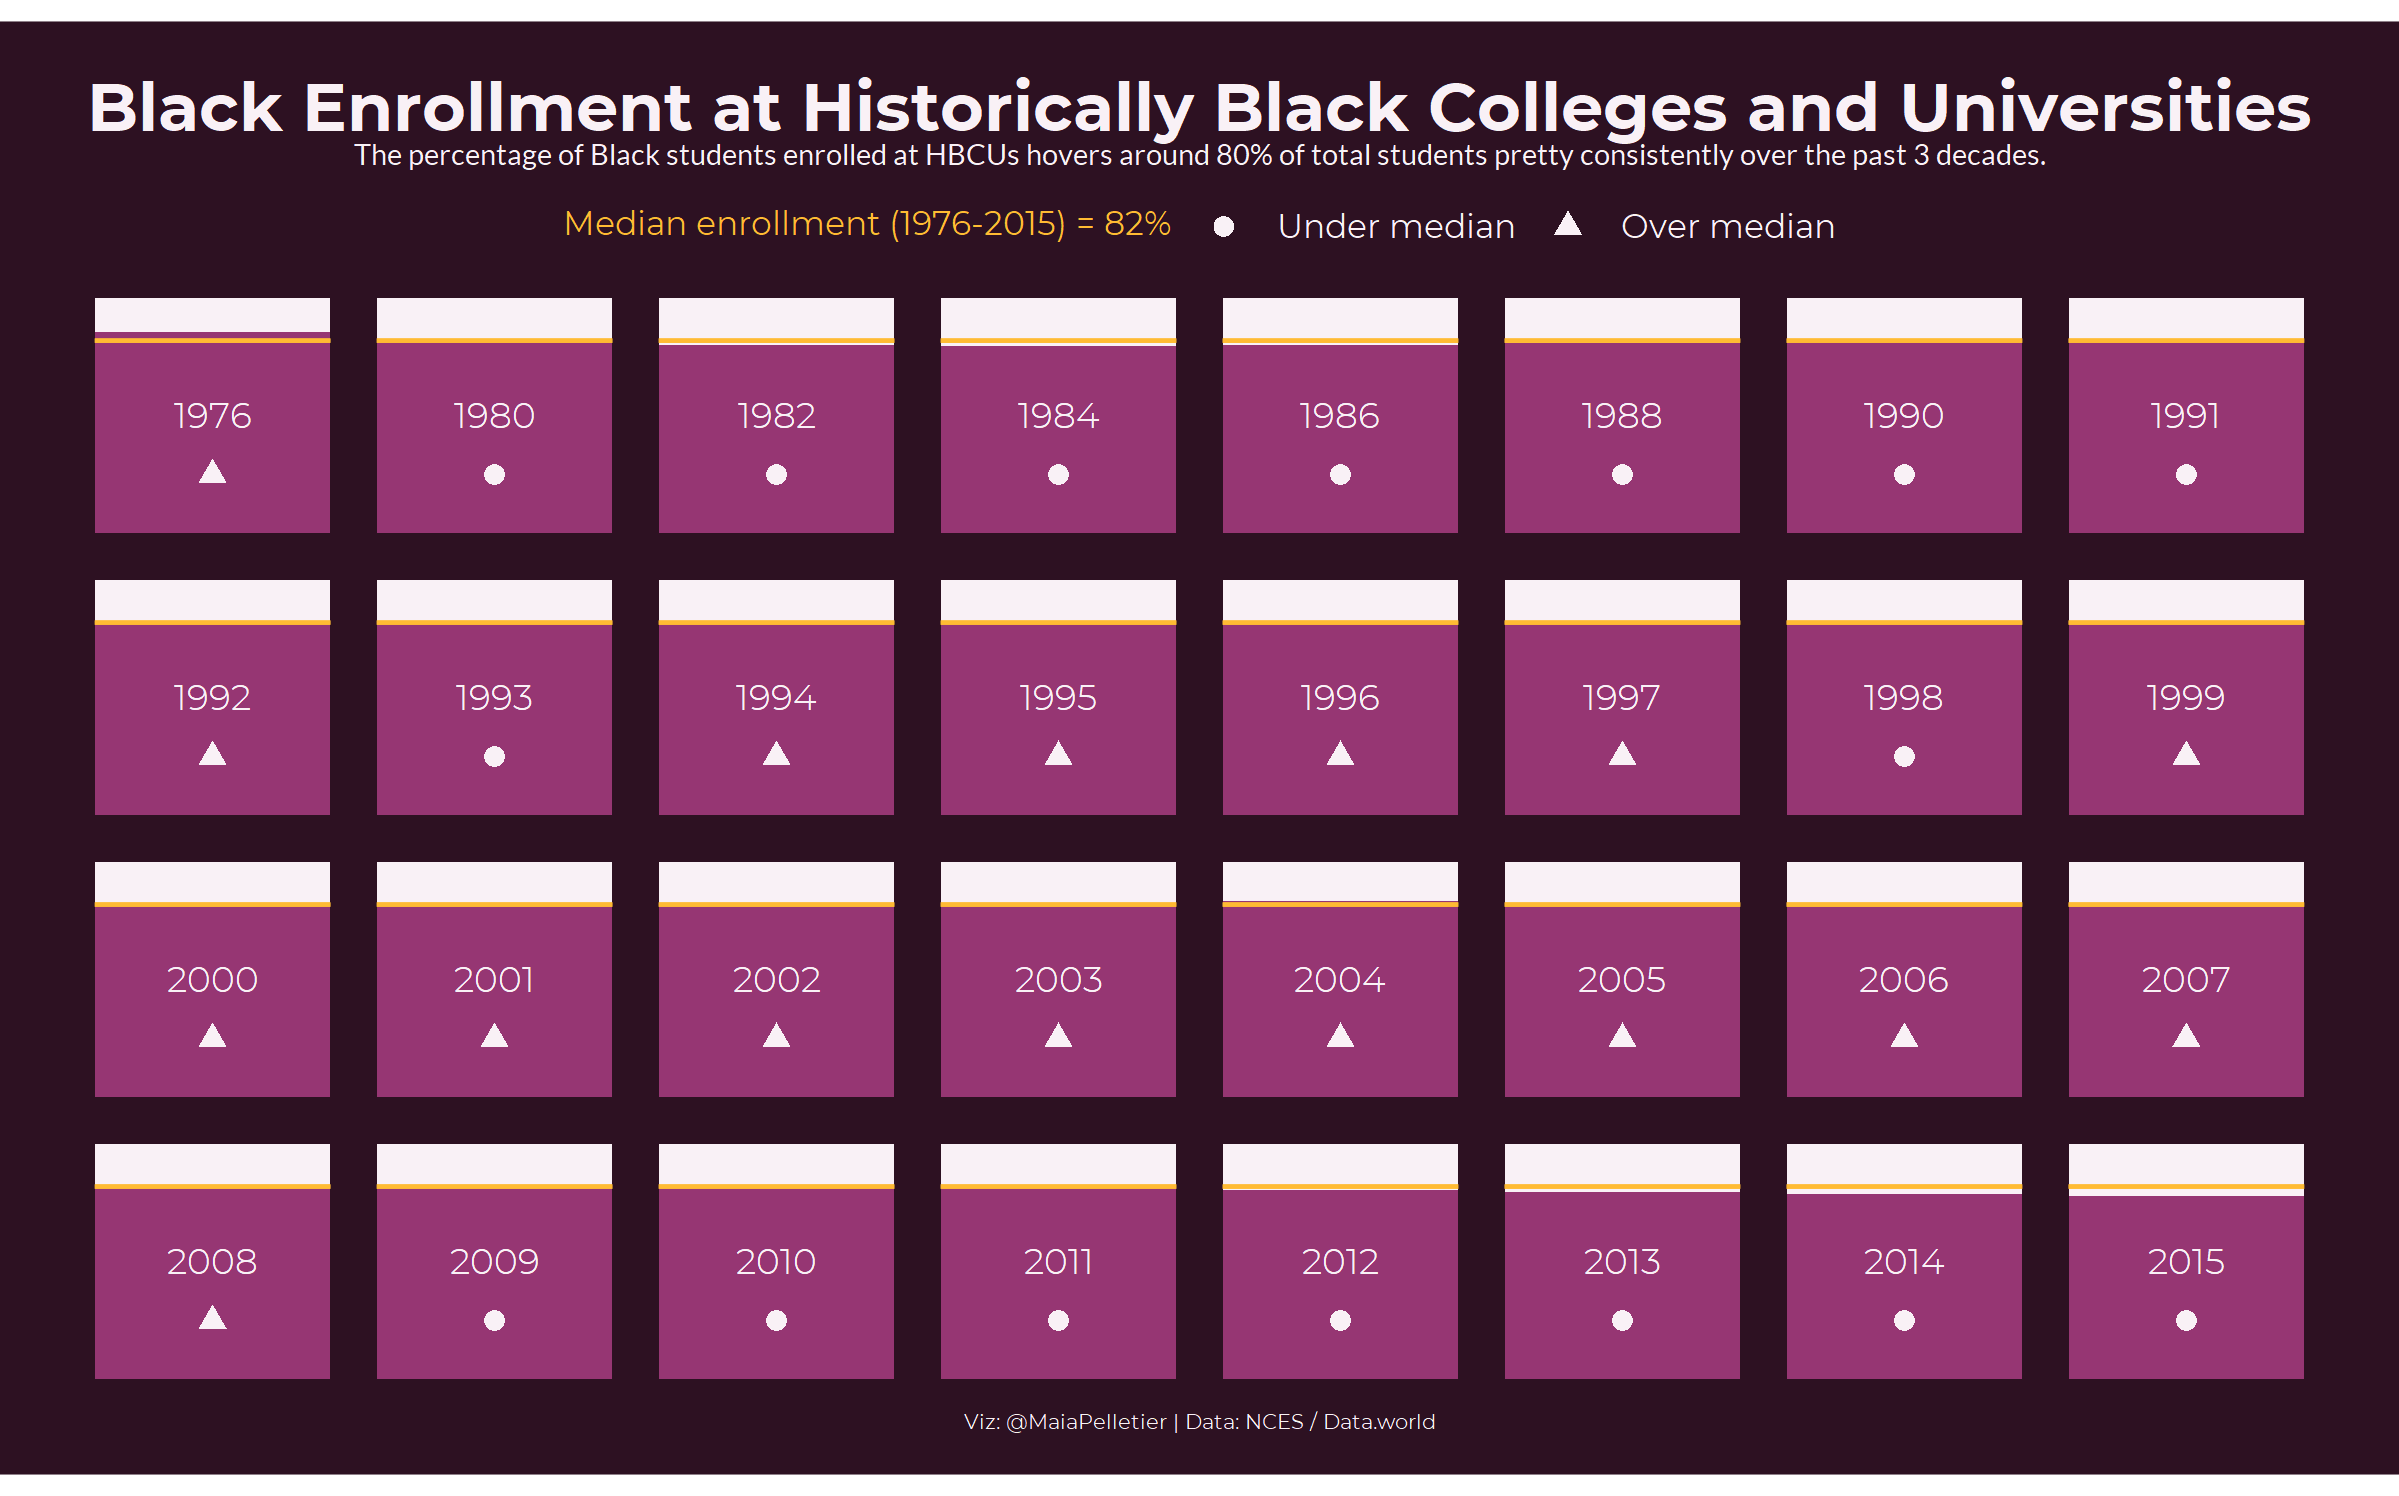 Black Enrollment at Historically Black Colleges and Universities
The percentage of Black students enrolled at HBCUs hovers around 80% of total students pretty consistently over the past 3 decades.
Median enrollment (1976-2015) = 82% Under median Over median
1976 1980 1982 1984 1986 1988 1990 1991
1992 1993 1994 1995 1996 1997 1998 1999
2000 2001 2002 2003 2004 2005 2006 2007
2008 2009 2010 2011 2012 2013 2014 2015
Viz: @MaiaPelletier | Data: NCES / Data.world